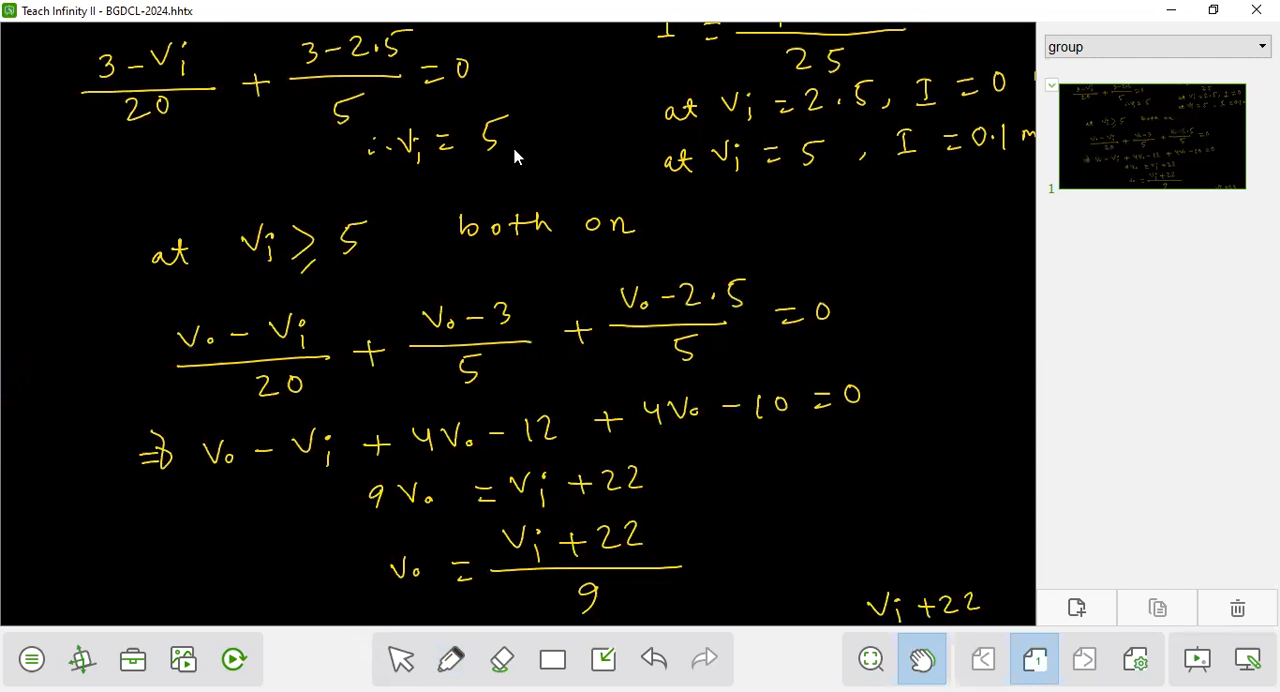 Teach Infinity II - BGDCL-2024.hhtx
group
(3 - Vi)/20 + (3 - 2.5)/5 = 0
∴ Vi = 5
I =
25
at Vi = 2.5, I = 0
at Vi = 5 , I = 0.1 m
at Vi ≥ 5 both on
(Vo - Vi)/20 + (Vo - 3)/5 + (Vo - 2.5)/5 = 0
⇒ Vo - Vi + 4Vo - 12 + 4Vo - 10 = 0
9Vo = Vi + 22
Vo = (Vi + 22)/9
Vi + 22
1
1